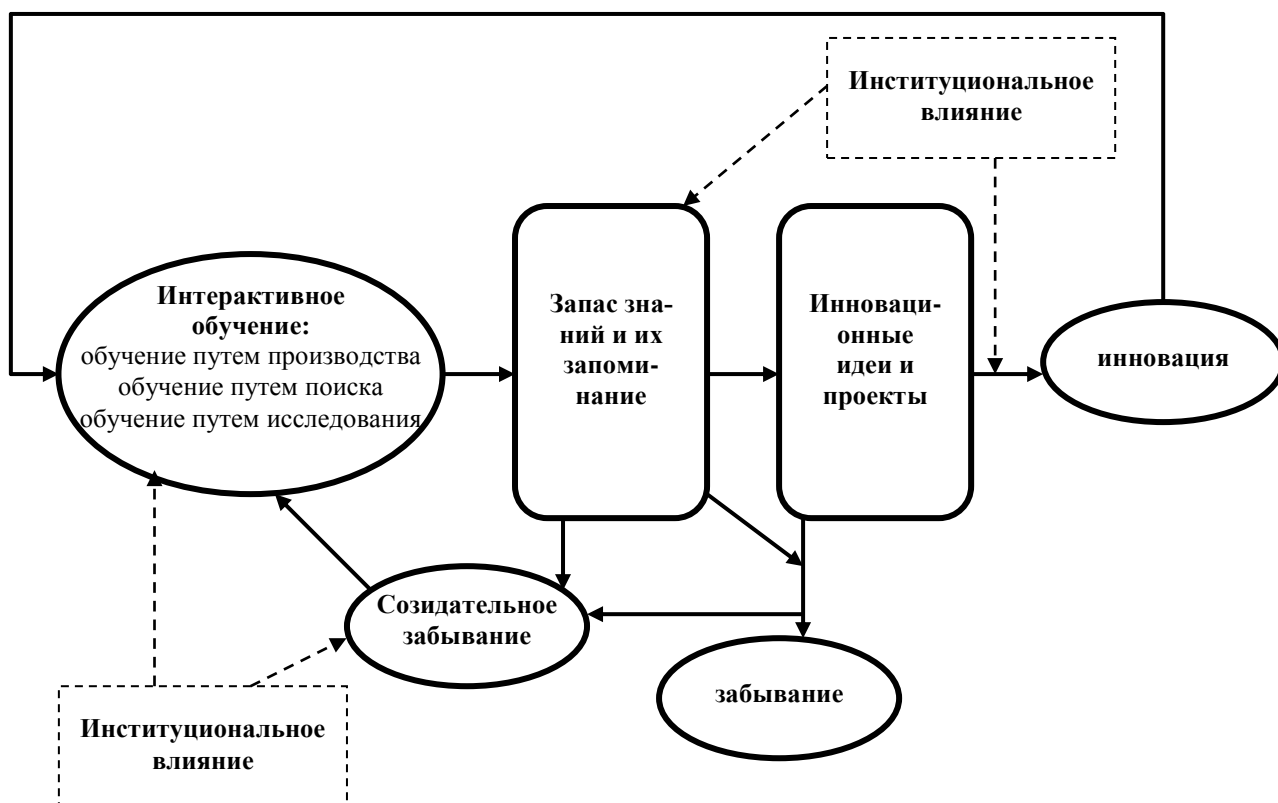 Институциональное
влияние
Интерактивное
обучение:
обучение путем производства
обучение путем поиска
обучение путем исследования
Запас зна-
ний и их
запоми-
нание
Инноваци-
онные
идеи и
проекты
инновация
Созидательное
забывание
забывание
Институциональное
влияние